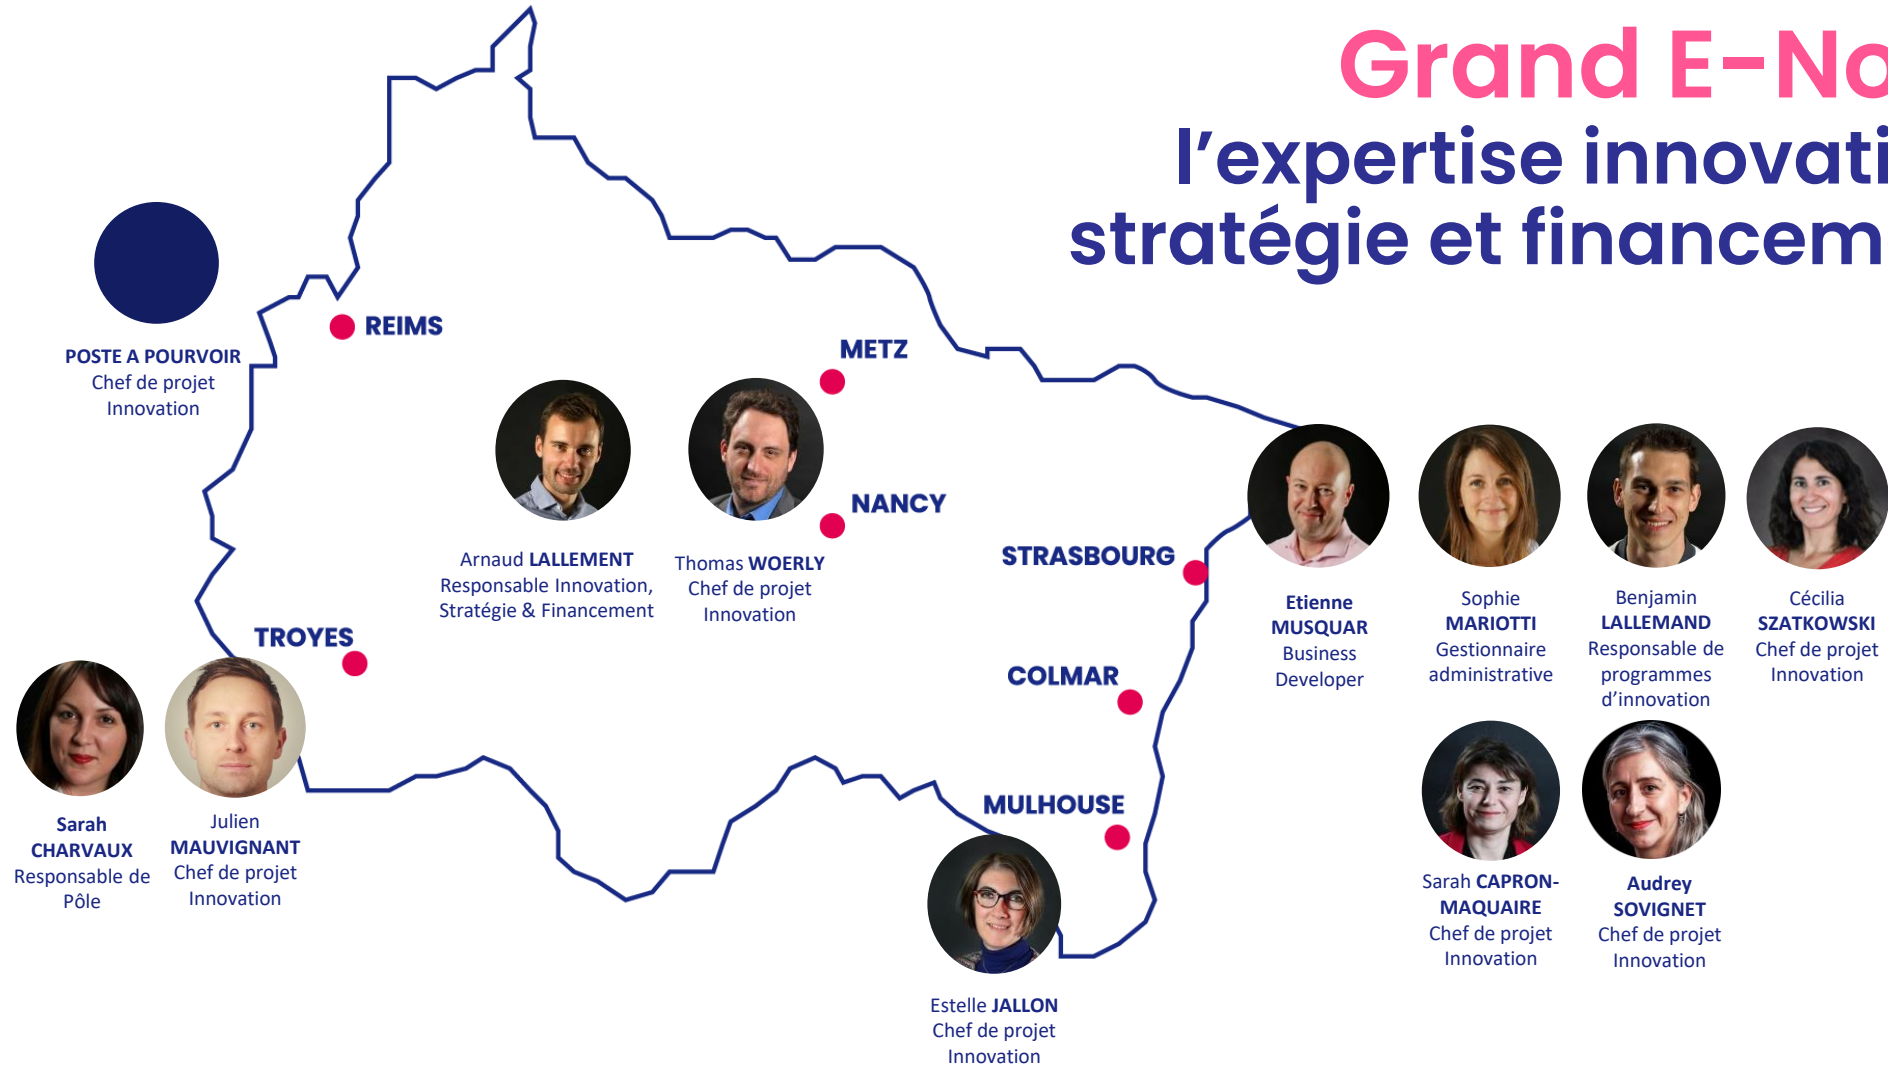 Grand E-No
l’expertise innovati
stratégie et financem
REIMS
METZ
NANCY
STRASBOURG
TROYES
COLMAR
MULHOUSE
POSTE A POURVOIR
Chef de projet
Innovation
Arnaud LALLEMENT
Responsable Innovation,
Stratégie & Financement
Thomas WOERLY
Chef de projet
Innovation
Etienne
MUSQUAR
Business
Developer
Sophie
MARIOTTI
Gestionnaire
administrative
Benjamin
LALLEMAND
Responsable de
programmes
d’innovation
Cécilia
SZATKOWSKI
Chef de projet
Innovation
Sarah
CHARVAUX
Responsable de
Pôle
Julien
MAUVIGNANT
Chef de projet
Innovation
Sarah CAPRON-
MAQUAIRE
Chef de projet
Innovation
Audrey
SOVIGNET
Chef de projet
Innovation
Estelle JALLON
Chef de projet
Innovation